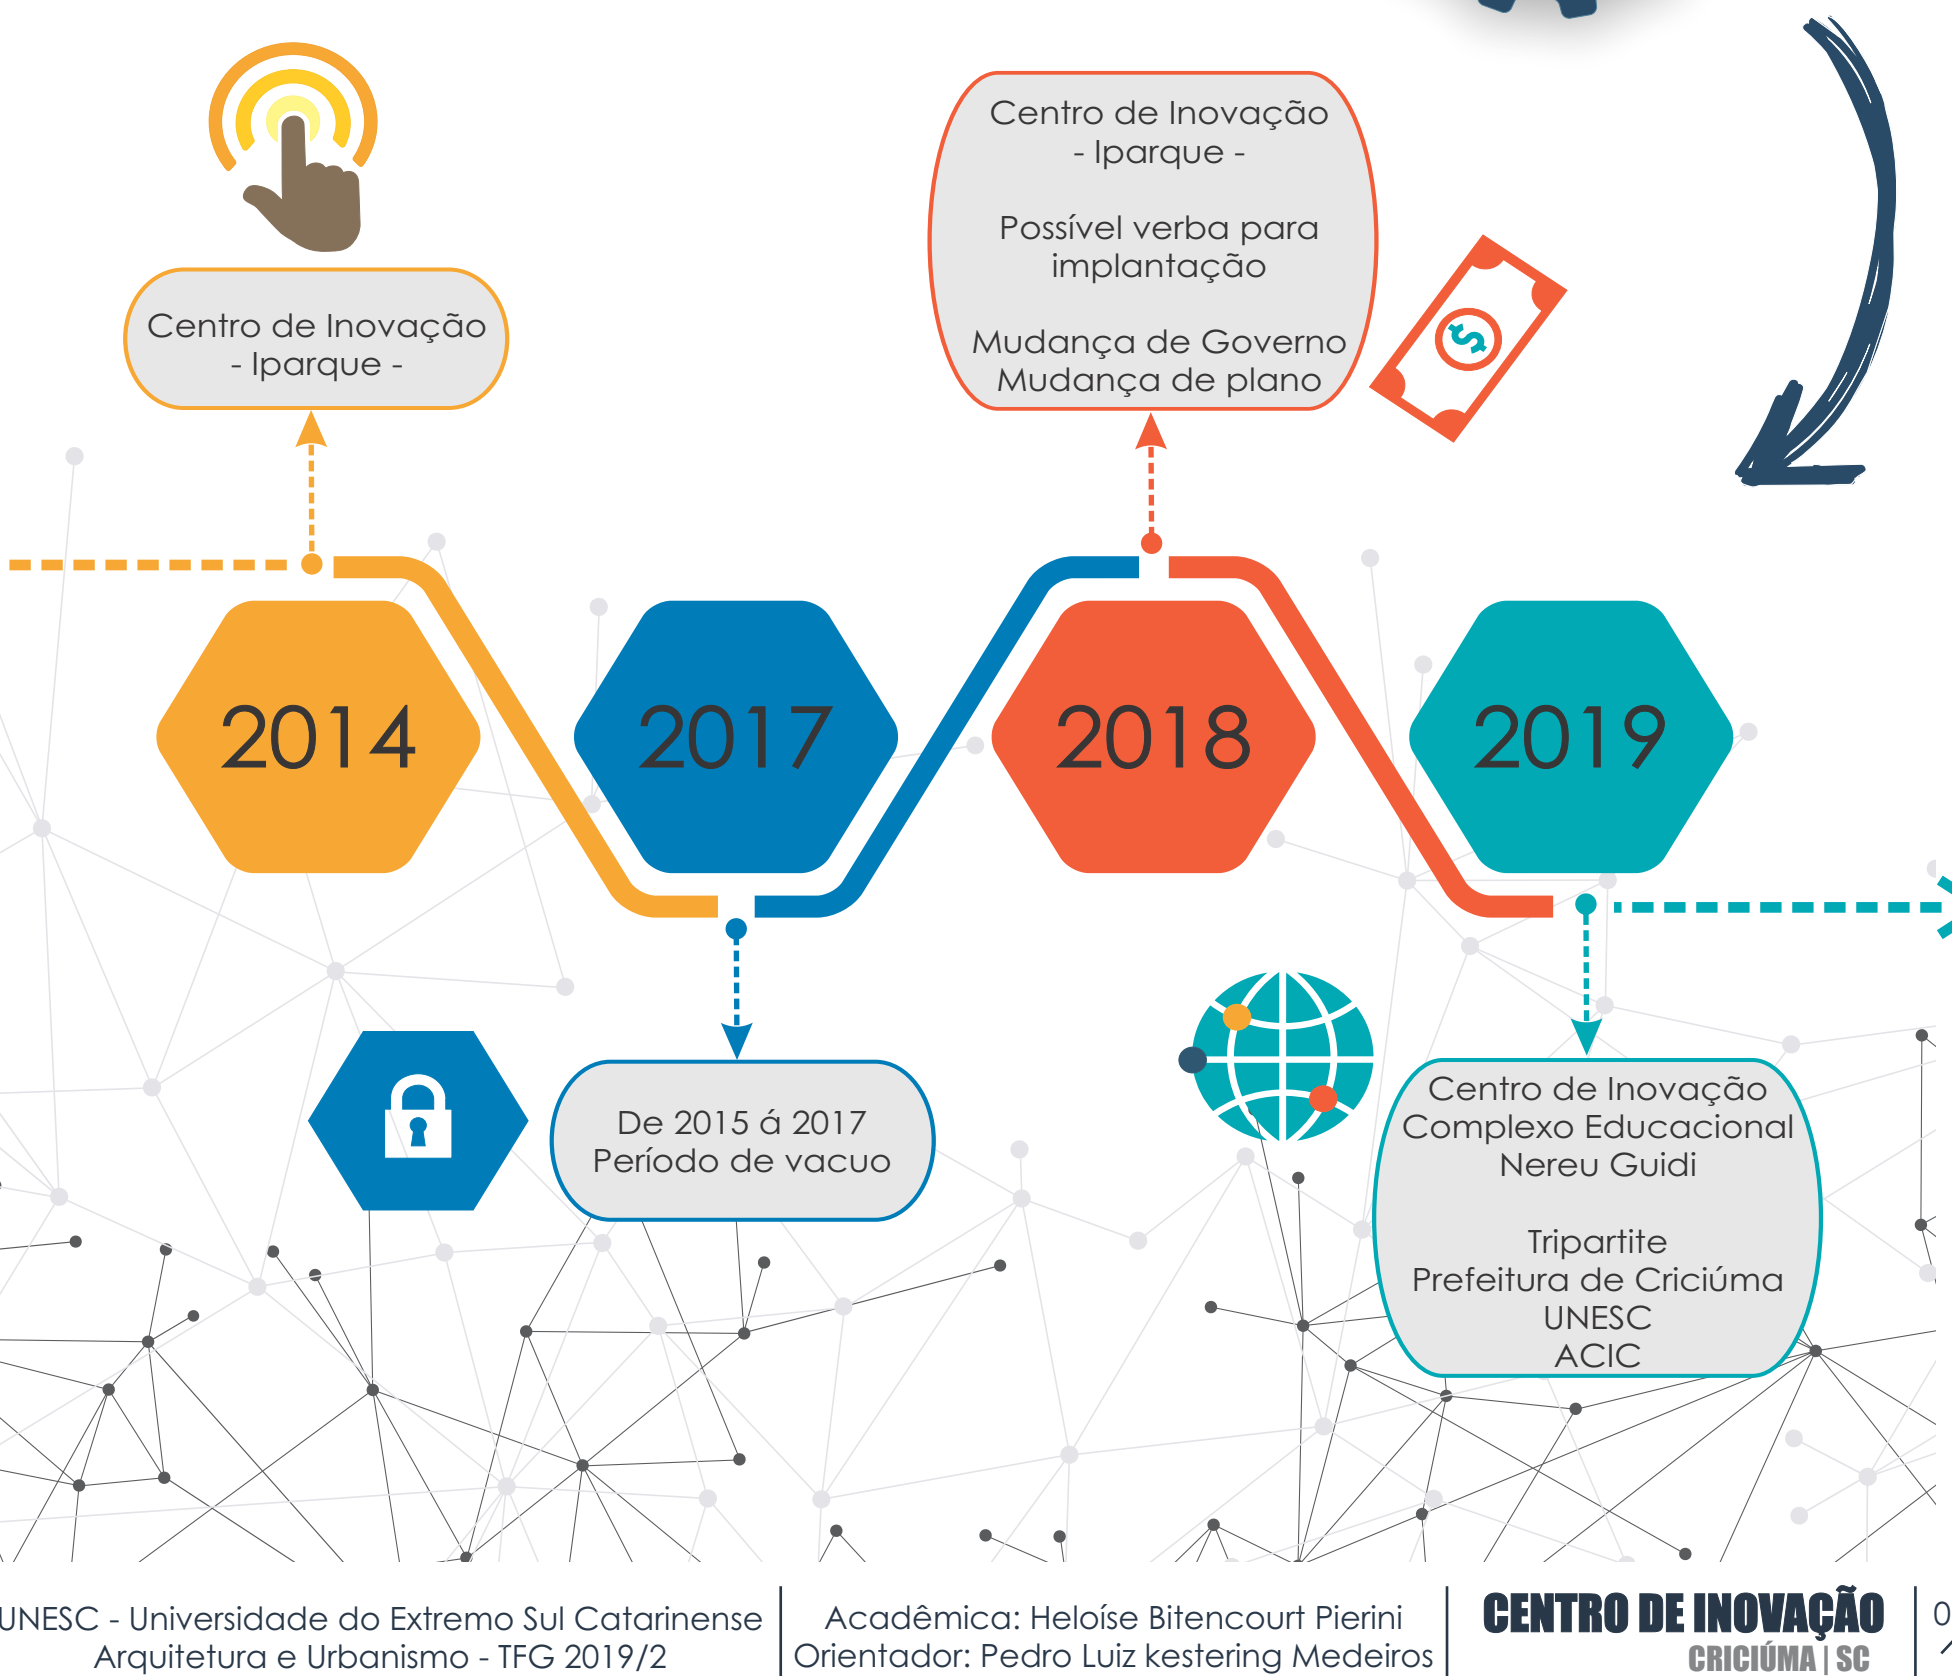 Centro de Inovação
- Iparque -
Centro de Inovação
- Iparque -
Possível verba para
implantação
Mudança de Governo
Mudança de plano
$
2014
2017
2018
2019
De 2015 á 2017
Período de vacuo
Centro de Inovação
Complexo Educacional
Nereu Guidi
Tripartite
Prefeitura de Criciúma
UNESC
ACIC
UNESC - Universidade do Extremo Sul Catarinense
Arquitetura e Urbanismo - TFG 2019/2
Acadêmica: Heloíse Bitencourt Pierini
Orientador: Pedro Luiz kestering Medeiros
CENTRO DE INOVAÇÃO
CRICIÚMA | SC